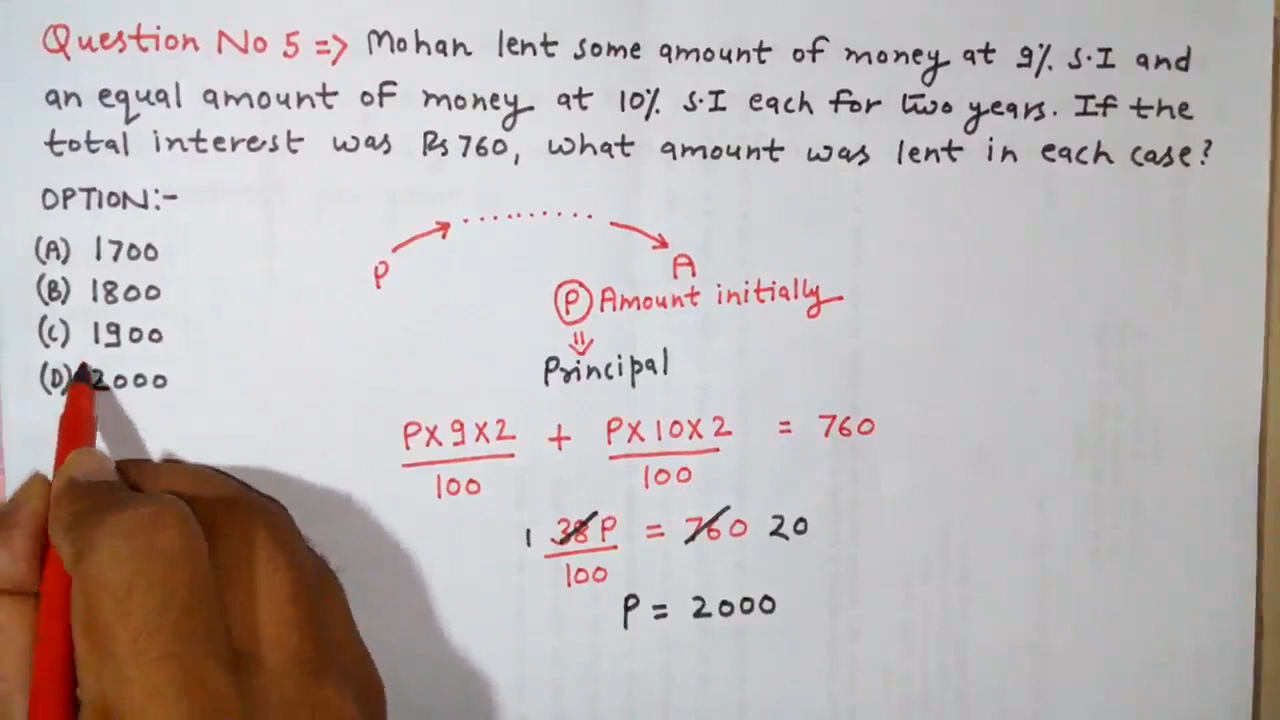 Question No 5 => Mohan lent some amount of money at 9% S.I and
an equal amount of money at 10% S.I each for two years. If the
total interest was Rs 760, what amount was lent in each case?
OPTION:-
(A) 1700
(B) 1800
(C) 1900
(D) 2000
P ·········· A
(P) Amount initially
⇓
Principal
P×9×2 + P×10×2 = 760
100 100
1 38P = 760 20
100
P = 2000